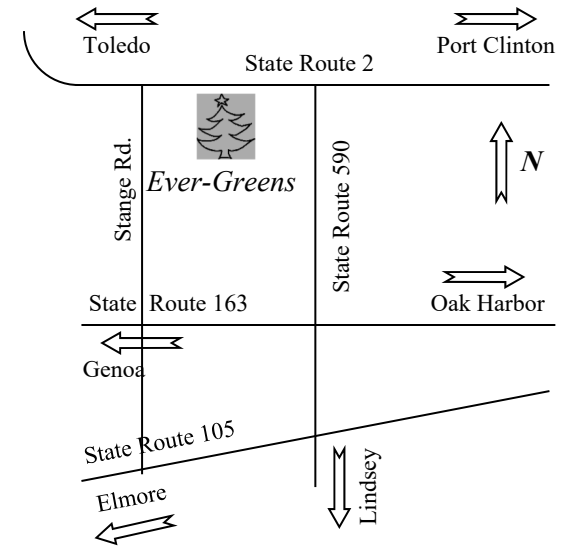 Toledo
Port Clinton
State Route 2
Stange Rd.
Ever-Greens
State Route 590
N
State Route 163
Oak Harbor
Genoa
State Route 105
Elmore
Lindsey